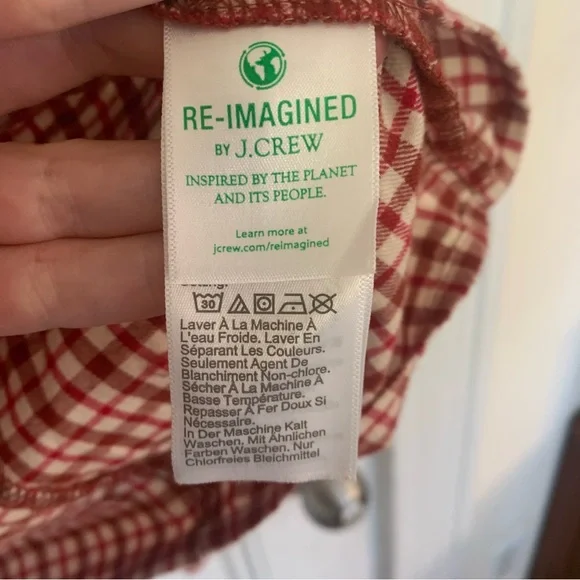 RE-IMAGINED
BY J.CREW
INSPIRED BY THE PLANET
AND ITS PEOPLE.
Learn more at
jcrew.com/reimagined
30
Laver À La Machine À
L'eau Froide. Laver En
Séparant Les Couleurs.
Seulement Agent De
Blanchiment Non-chlore.
Sécher À La Machine À
Basse Température.
Repasser À Fer Doux Si
Nécessaire.
In Der Maschine Kalt
Waschen, Mit Ähnlichen
Farben Waschen, Nur
Chlorfreies Bleichmittel